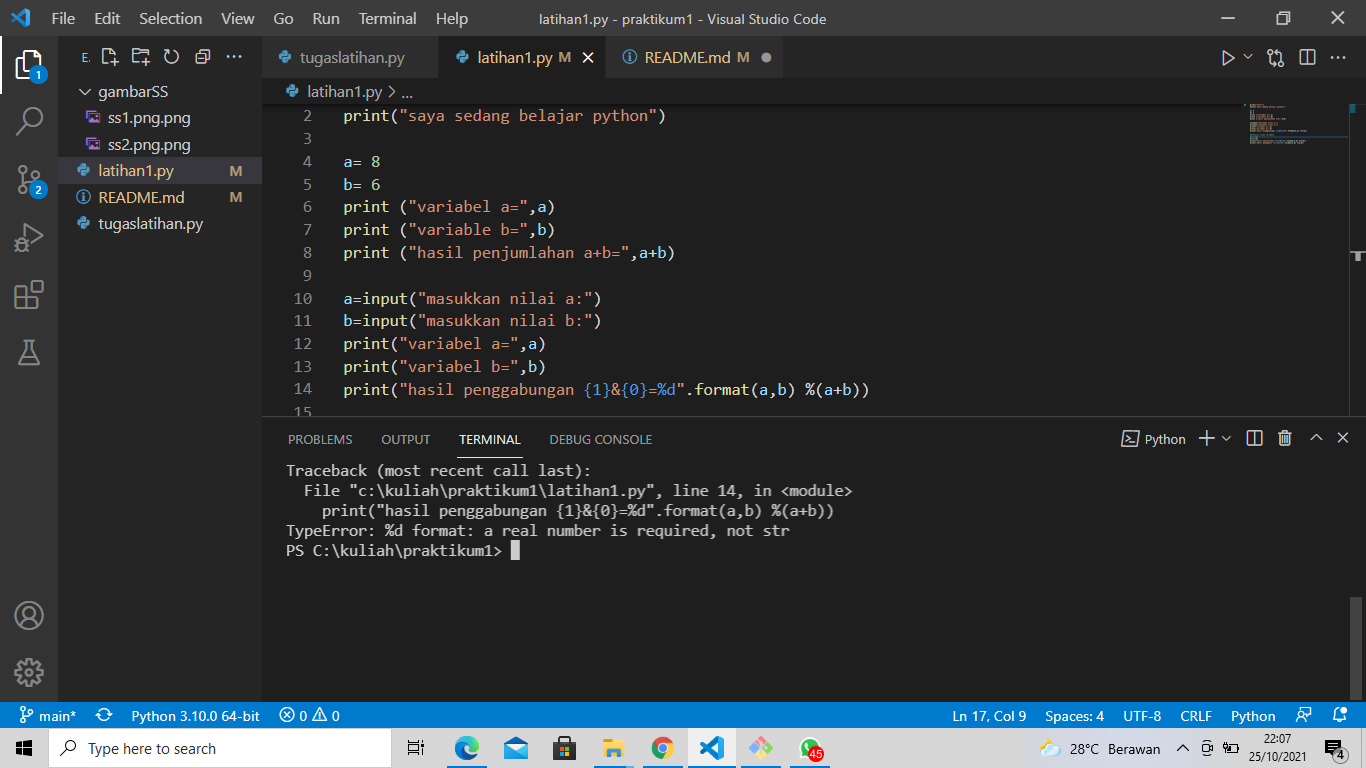 File Edit Selection View Go Run Terminal Help latihan1.py - praktikum1 - Visual Studio Code
E.
tugaslatihan.py latihan1.py M README.md M
1
gambarSS
ss1.png.png
ss2.png.png
latihan1.py M
README.md M
tugaslatihan.py
2
latihan1.py > ...
2 print("saya sedang belajar python")
3
4 a= 8
5 b= 6
6 print ("variabel a=",a)
7 print ("variable b=",b)
8 print ("hasil penjumlahan a+b=",a+b)
9
10 a=input("masukkan nilai a:")
11 b=input("masukkan nilai b:")
12 print("variabel a=",a)
13 print("variabel b=",b)
14 print("hasil penggabungan {1}&{0}=%d".format(a,b) %(a+b))
15
PROBLEMS OUTPUT TERMINAL DEBUG CONSOLE Python
Traceback (most recent call last):
  File "c:\kuliah\praktikum1\latihan1.py", line 14, in <module>
    print("hasil penggabungan {1}&{0}=%d".format(a,b) %(a+b))
TypeError: %d format: a real number is required, not str
PS C:\kuliah\praktikum1>
main* Python 3.10.0 64-bit 0 0 Ln 17, Col 9 Spaces: 4 UTF-8 CRLF Python
Type here to search 45 28°C Berawan 22:07
25/10/2021 4